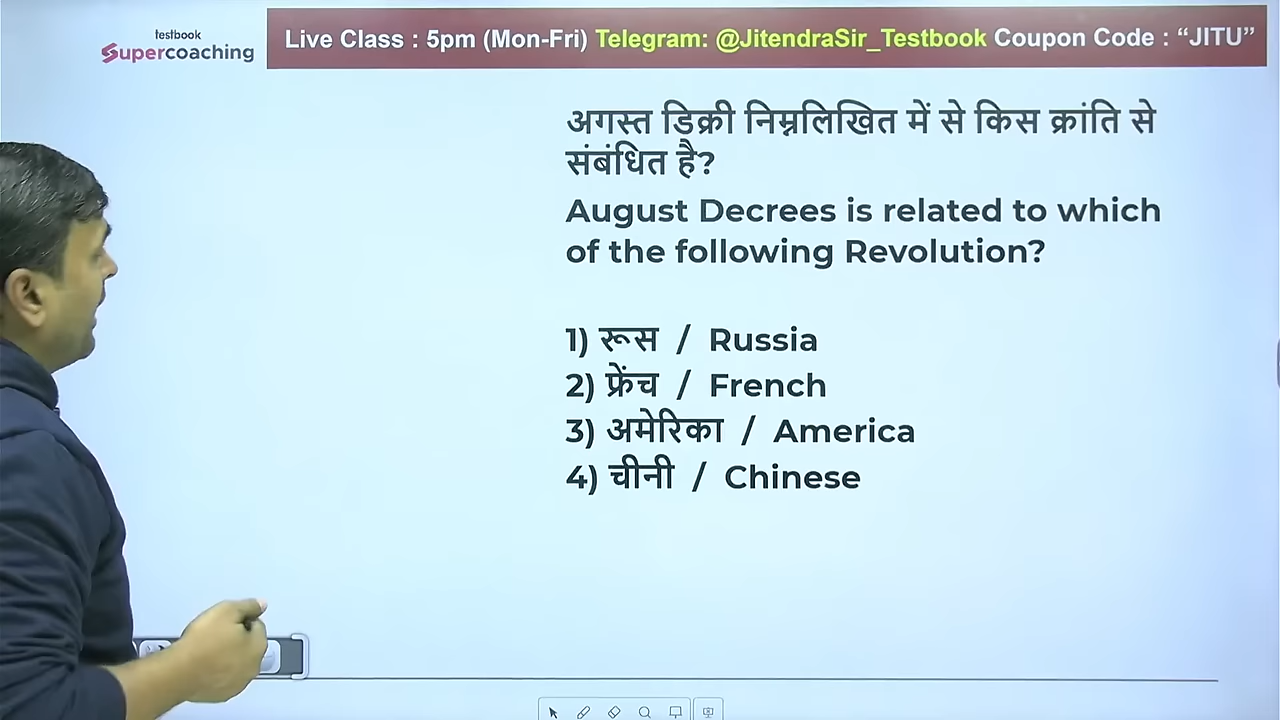 testbook
Supercoaching
Live Class : 5pm (Mon-Fri) Telegram: @JitendraSir_Testbook Coupon Code : “JITU”
अगस्त डिक्री निम्नलिखित में से किस क्रांति से
संबंधित है?
August Decrees is related to which
of the following Revolution?
1) रूस / Russia
2) फ्रेंच / French
3) अमेरिका / America
4) चीनी / Chinese